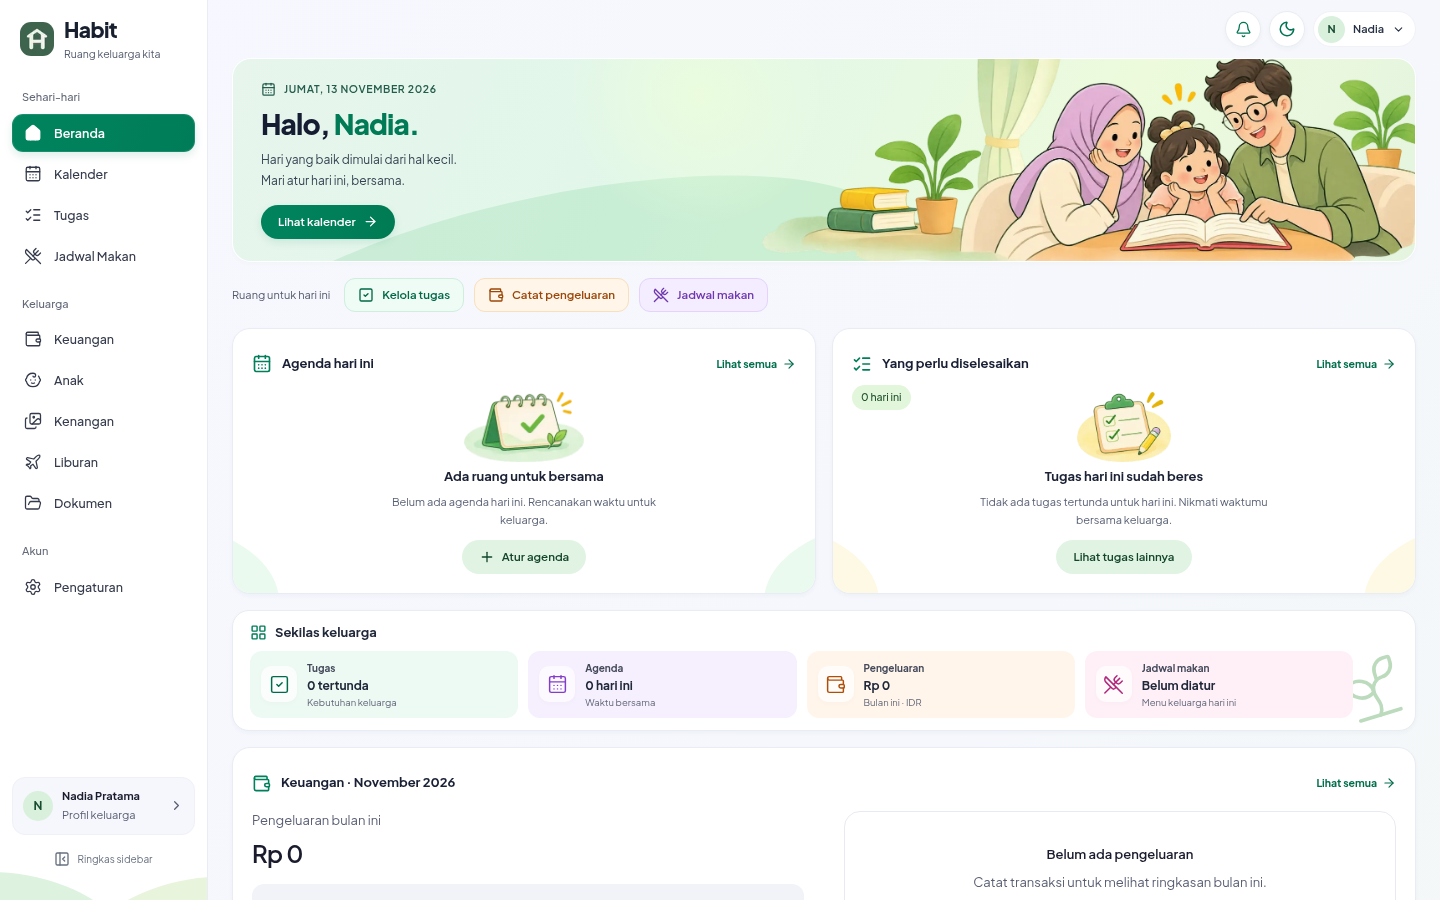 Habit
Ruang keluarga kita
Sehari-hari
Beranda
Kalender
Tugas
Jadwal Makan
Keluarga
Keuangan
Anak
Kenangan
Liburan
Dokumen
Akun
Pengaturan
N
Nadia Pratama
Profil keluarga
Ringkas sidebar
N
Nadia
JUMAT, 13 NOVEMBER 2026
Halo, Nadia.
Hari yang baik dimulai dari hal kecil.
Mari atur hari ini, bersama.
Lihat kalender
Ruang untuk hari ini
Kelola tugas
Catat pengeluaran
Jadwal makan
Agenda hari ini
Lihat semua
Ada ruang untuk bersama
Belum ada agenda hari ini. Rencanakan waktu untuk
keluarga.
Atur agenda
Yang perlu diselesaikan
Lihat semua
0 hari ini
Tugas hari ini sudah beres
Tidak ada tugas tertunda untuk hari ini. Nikmati waktumu
bersama keluarga.
Lihat tugas lainnya
Sekilas keluarga
Tugas
0 tertunda
Kebutuhan keluarga
Agenda
0 hari ini
Waktu bersama
Pengeluaran
Rp 0
Bulan ini · IDR
Jadwal makan
Belum diatur
Menu keluarga hari ini
Keuangan · November 2026
Lihat semua
Pengeluaran bulan ini
Rp 0
Belum ada pengeluaran
Catat transaksi untuk melihat ringkasan bulan ini.